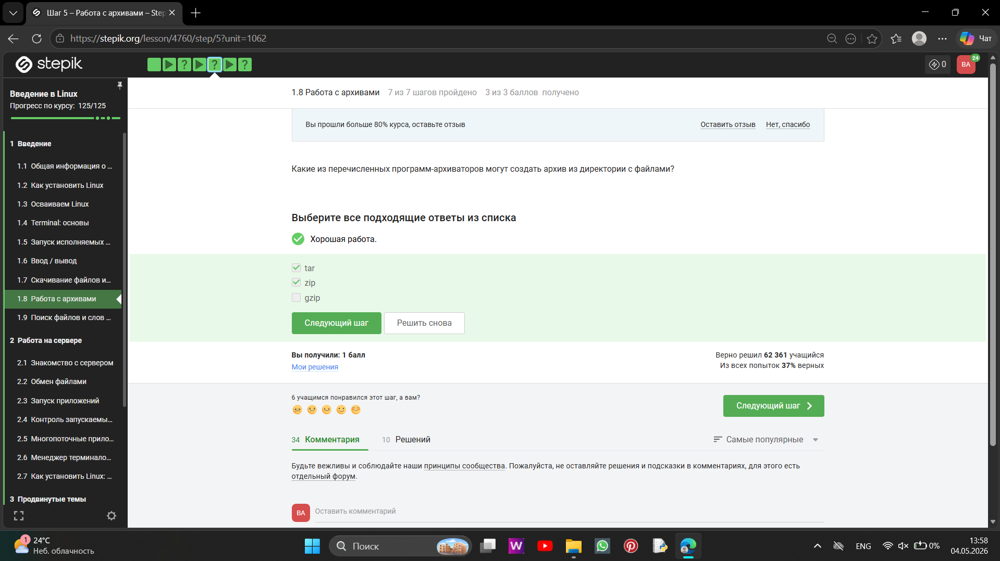 Шаг 5 – Работа с архивами – Step
https://stepik.org/lesson/4760/step/5?unit=1062
Чат
stepik
? ? ?
0
ВА
24
Введение в Linux
Прогресс по курсу: 125/125
1 Введение
1.1 Общая информация о ...
1.2 Как установить Linux
1.3 Осваиваем Linux
1.4 Terminal: основы
1.5 Запуск исполняемых ...
1.6 Ввод / вывод
1.7 Скачивание файлов и...
1.8 Работа с архивами
1.9 Поиск файлов и слов ...
2 Работа на сервере
2.1 Знакомство с сервером
2.2 Обмен файлами
2.3 Запуск приложений
2.4 Контроль запускаемы...
2.5 Многопоточные прило...
2.6 Менеджер терминало...
2.7 Как установить Linux: ...
3 Продвинутые темы
1.8 Работа с архивами 7 из 7 шагов пройдено 3 из 3 баллов получено
Вы прошли больше 80% курса, оставьте отзыв
Оставить отзыв Нет, спасибо
Какие из перечисленных программ-архиваторов могут создать архив из директории с файлами?
Выберите все подходящие ответы из списка
Хорошая работа.
tar
zip
gzip
Следующий шаг Решить снова
Вы получили: 1 балл
Мои решения
Верно решил 62 361 учащийся
Из всех попыток 37% верных
6 учащимся понравился этот шаг, а вам?
Следующий шаг
34 Комментария 10 Решений
Самые популярные
Будьте вежливы и соблюдайте наши принципы сообщества. Пожалуйста, не оставляйте решения и подсказки в комментариях, для этого есть
отдельный форум.
ВА
Оставить комментарий
1
24°C
Неб. облачность
Поиск
W
ENG
0%
13:58
04.05.2026